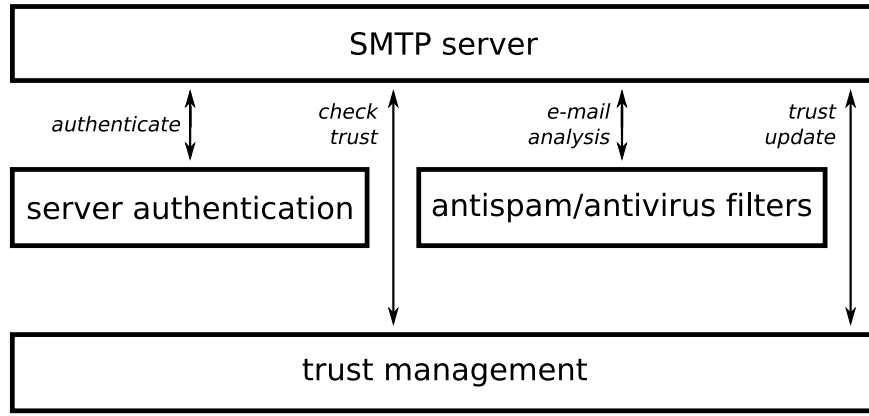 SMTP server
authenticate
check
trust
e-mail
analysis
trust
update
server authentication
antispam/antivirus filters
trust management